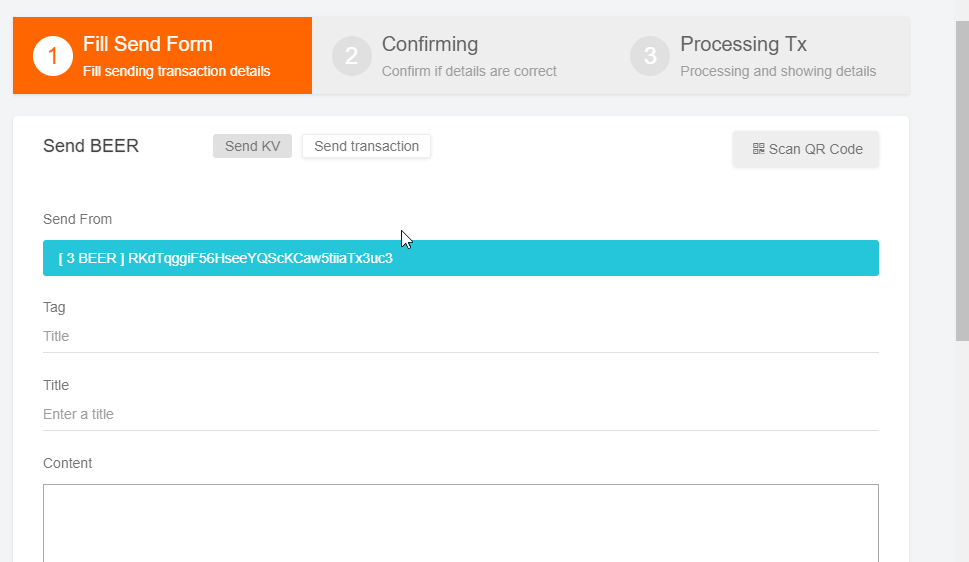 1
Fill Send Form
Fill sending transaction details
2
Confirming
Confirm if details are correct
3
Processing Tx
Processing and showing details
Send BEER
Send KV
Send transaction
Scan QR Code
Send From
[ 3 BEER ] RKdTqggiF56HseeYQScKCaw5tiiaTx3uc3
Tag
Title
Title
Enter a title
Content